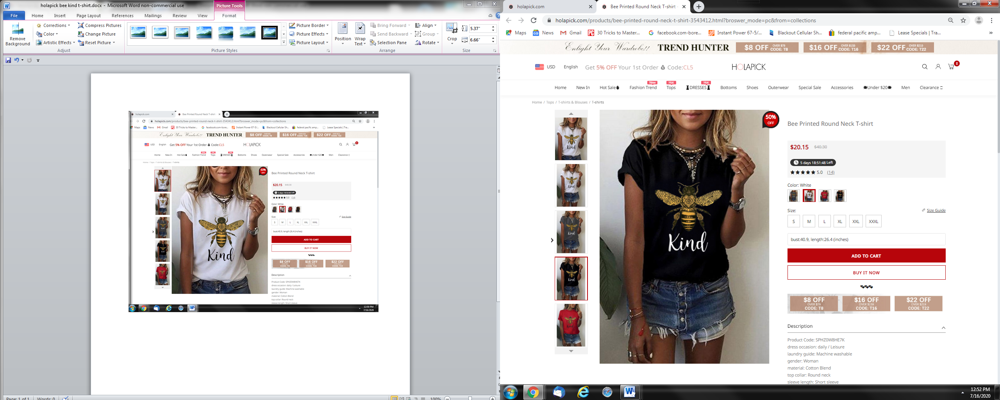 holapick bee kind t-shirt.docx - Microsoft Word non-commercial use
Picture Tools
File Home Insert Page Layout References Mailings Review View Format
Remove Background
Corrections
Color
Artistic Effects
Compress Pictures
Change Picture
Reset Picture
Adjust
Picture Styles
Picture Border
Picture Effects
Picture Layout
Position
Wrap Text
Bring Forward
Send Backward
Selection Pane
Align
Group
Rotate
Arrange
Crop
5.37"
6.66"
Size
holapick.com
Bee Printed Round Neck T-shirt
holapick.com/products/bee-printed-round-neck-t-shirt-3543412.html?broswer_mode=pc&from=collections
Maps News Gmail 30 Tricks to Master... facebook.com-bore... Instant Power 67-5/... Blackout Cellular Sh... federal pacific amp... Lease Specials | Tra...
Enlight Your Wardrobe!! TREND HUNTER $8 OFF $16 OFF $22 OFF
USD English Get 5% OFF Your 1st Order Code:CL5
HOLAPICK
Home New In Hot Sale Fashion Trend Tops DRESSES Bottoms Shoes Outerwear Special Sale Accessories Under $20 Men Clearance
Home / Tops / T-shirts & Blouses / T-shirts
Kind
Kind
50% OFF
Bee Printed Round Neck T-shirt
$20.15 $40.30
5 days 18:54:00 Left
5.0 (14)
Color: White
Size: Size Guide
S M L XL XXL XXXL
bust:40.9, length:26.4 (inches)
ADD TO CART
BUY IT NOW
$8 OFF $16 OFF $22 OFF
CODE: T8 CODE: T16 CODE: T22
Description
Product Code: SPHZ0W8HE7K
dress occasion: daily / Leisure
laundry guide: Machine washable
gender: Woman
material: Cotton Blend
top collar: Round neck
sleeve length: Short sleeve
12:50 PM
7/16/2020
Page: 1 of 1 Words: 0
100%
holapick.com
Bee Printed Round Neck T-shirt
holapick.com/products/bee-printed-round-neck-t-shirt-3543412.html?broswer_mode=pc&from=collections
Maps News Gmail 30 Tricks to Master... facebook.com-bore... Instant Power 67-5/... Blackout Cellular Sh... federal pacific amp... Lease Specials | Tra...
Enlight Your Wardrobe!! TREND HUNTER $8 OFF OVER $79 CODE: T8 $16 OFF OVER $159 CODE: T16 $22 OFF OVER $219 CODE: T22
USD English Get 5% OFF Your 1st Order Code:CL5
HOLAPICK
8
New Hot Hot
Home New In Hot Sale Fashion Trend Tops DRESSES Bottoms Shoes Outerwear Special Sale Accessories Under $20 Men Clearance
Home / Tops / T-shirts & Blouses / T-shirts
Kind
Kind
Kind
Kind
Kind
Kind
50% OFF
Bee Printed Round Neck T-shirt
$20.15 $40.30
5 days 18:51:48 Left
5.0 (14)
Color: White
Size: Size Guide
S M L XL XXL XXXL
bust:40.9, length:26.4 (inches)
ADD TO CART
BUY IT NOW
$8 OFF $16 OFF $22 OFF
OVER $79 OVER $159 OVER $219
CODE: T8 CODE: T16 CODE: T22
Description
Product Code: SPHZ0W8HE7K
dress occasion: daily / Leisure
laundry guide: Machine washable
gender: Woman
material: Cotton Blend
top collar: Round neck
sleeve length: Short sleeve
12:52 PM
7/16/2020